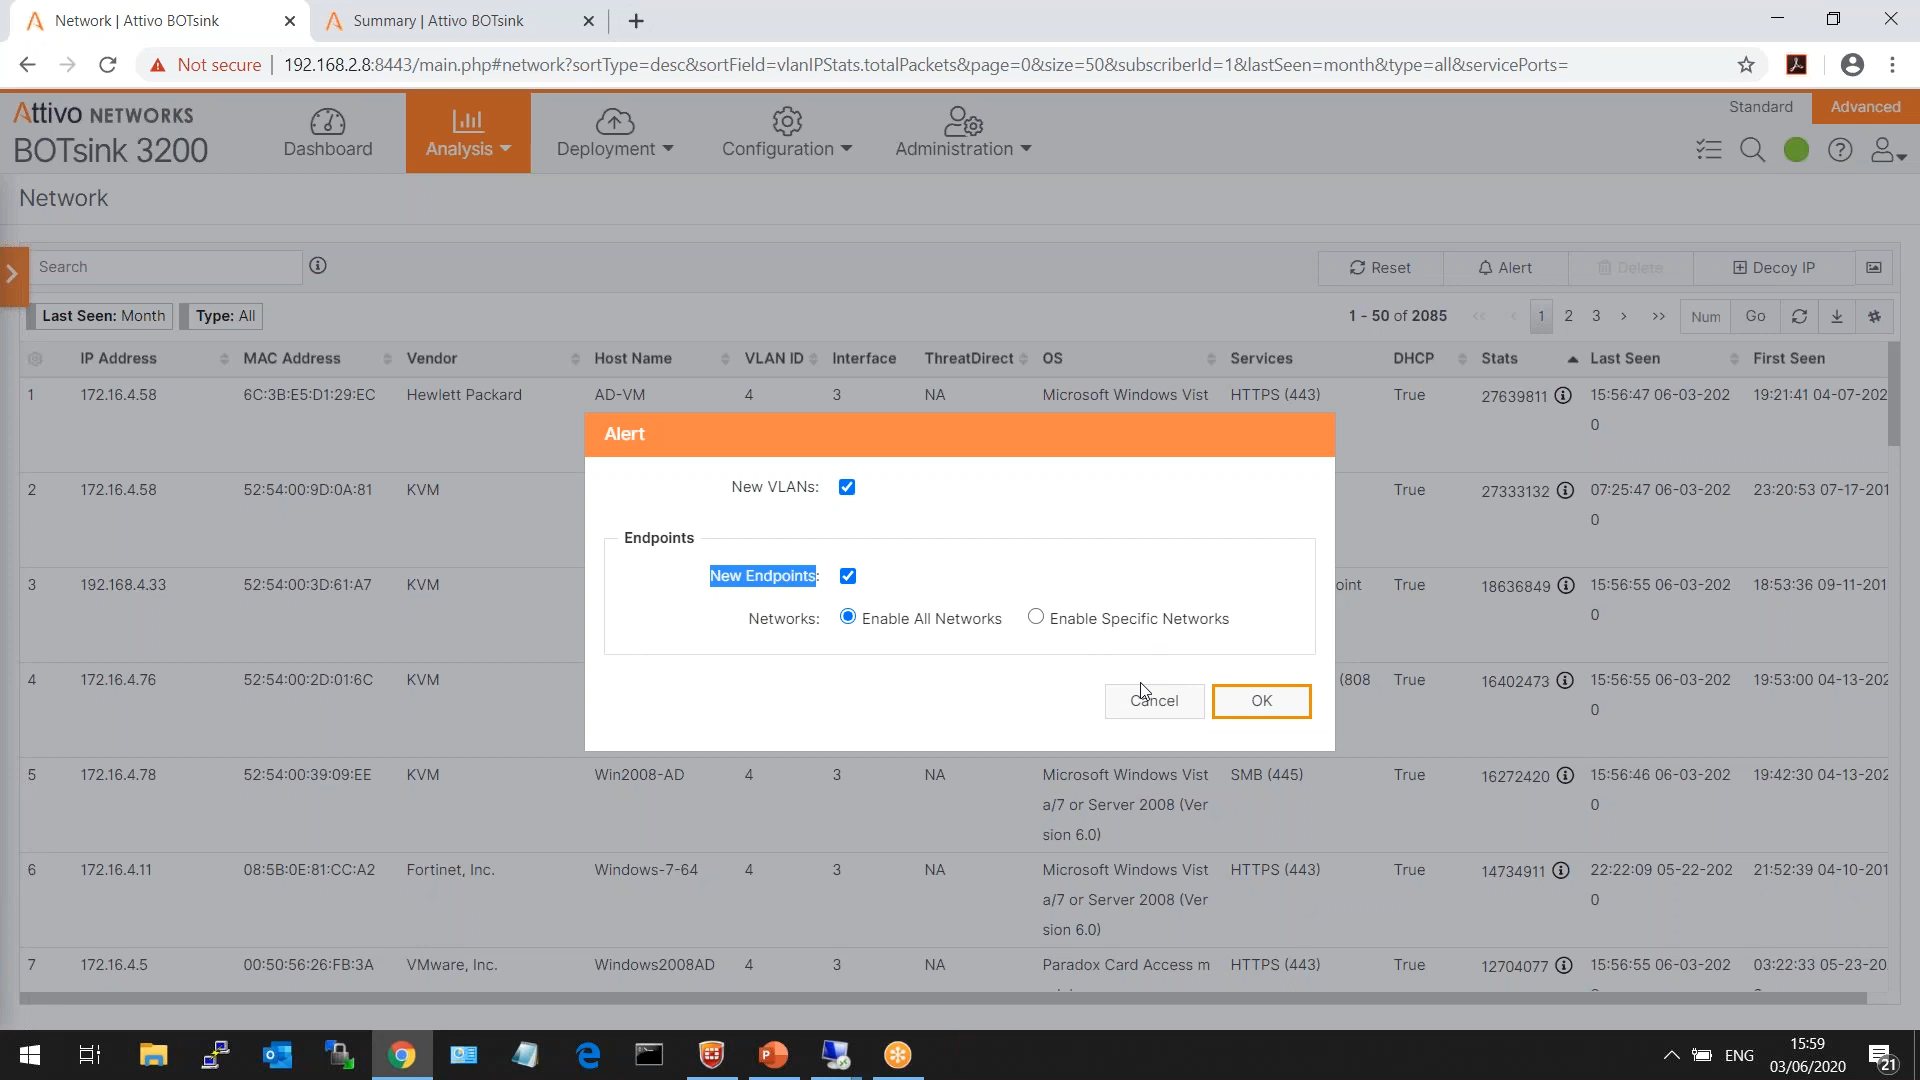 Network | Attivo BOTsink
Summary | Attivo BOTsink
Not secure
192.168.2.8:8443/main.php#network?sortType=desc&sortField=vlanIPStats.totalPackets&page=0&size=50&subscriberId=1&lastSeen=month&type=all&servicePorts=
Attivo NETWORKS
BOTsink 3200
Dashboard
Analysis
Deployment
Configuration
Administration
Standard
Advanced
Network
Search
Reset
Alert
Delete
Decoy IP
Last Seen: Month
Type: All
1 - 50 of 2085
<< < 1 2 3 > >>
Num
Go
IP Address MAC Address Vendor Host Name VLAN ID Interface ThreatDirect OS Services DHCP Stats Last Seen First Seen
1 172.16.4.58 6C:3B:E5:D1:29:EC Hewlett Packard AD-VM 4 3 NA Microsoft Windows Vist HTTPS (443) True 27639811 15:56:47 06-03-202 19:21:41 04-07-202
0
Alert
New VLANs:
Endpoints
New Endpoints:
Networks: Enable All Networks Enable Specific Networks
Cancel
OK
2 172.16.4.58 52:54:00:9D:0A:81 KVM True 27333132 07:25:47 06-03-202 23:20:53 07-17-201
0
3 192.168.4.33 52:54:00:3D:61:A7 KVM oint True 18636849 15:56:55 06-03-202 18:53:36 09-11-201
0
4 172.16.4.76 52:54:00:2D:01:6C KVM (808 True 16402473 15:56:55 06-03-202 19:53:00 04-13-202
0
5 172.16.4.78 52:54:00:39:09:EE KVM Win2008-AD 4 3 NA Microsoft Windows Vist SMB (445) True 16272420 15:56:46 06-03-202 19:42:30 04-13-202
a/7 or Server 2008 (Ver 0
sion 6.0)
6 172.16.4.11 08:5B:0E:81:CC:A2 Fortinet, Inc. Windows-7-64 4 3 NA Microsoft Windows Vist HTTPS (443) True 14734911 22:22:09 05-22-202 21:52:39 04-10-201
a/7 or Server 2008 (Ver 0
sion 6.0)
7 172.16.4.5 00:50:56:26:FB:3A VMware, Inc. Windows2008AD 4 3 NA Paradox Card Access m HTTPS (443) True 12704077 15:56:55 06-03-202 03:22:33 05-23-20
ENG
15:59
03/06/2020
21